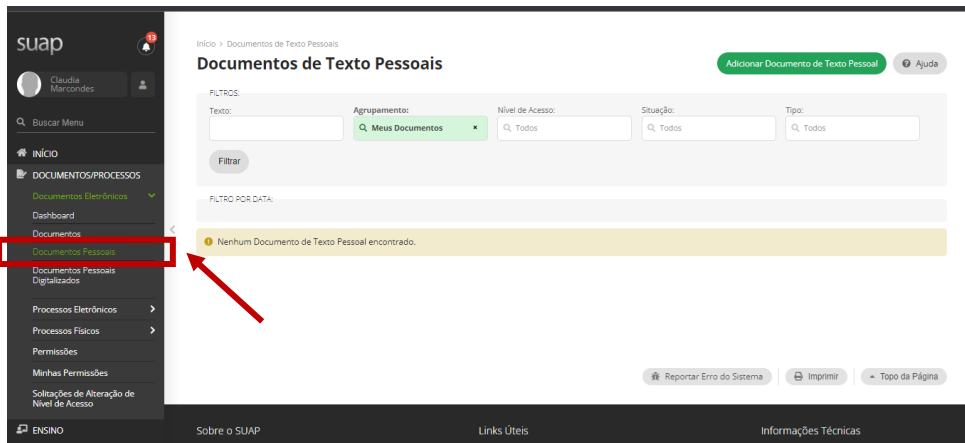 suap
13
Claudia
Marcondes
Buscar Menu
INÍCIO
DOCUMENTOS/PROCESSOS
Documentos Eletrônicos
Dashboard
Documentos
Documentos Pessoais
Documentos Pessoais
Digitalizados
Processos Eletrônicos
Processos Físicos
Permissões
Minhas Permissões
Solitações de Alteração de
Nível de Acesso
ENSINO
Início > Documentos de Texto Pessoais
Documentos de Texto Pessoais
Adicionar Documento de Texto Pessoal
Ajuda
FILTROS:
Texto: Agrupamento: Nível de Acesso: Situação: Tipo:
Meus Documentos × Todos Todos Todos
Filtrar
FILTRO POR DATA:
Nenhum Documento de Texto Pessoal encontrado.
Reportar Erro do Sistema Imprimir Topo da Página
Sobre o SUAP Links Úteis Informações Técnicas